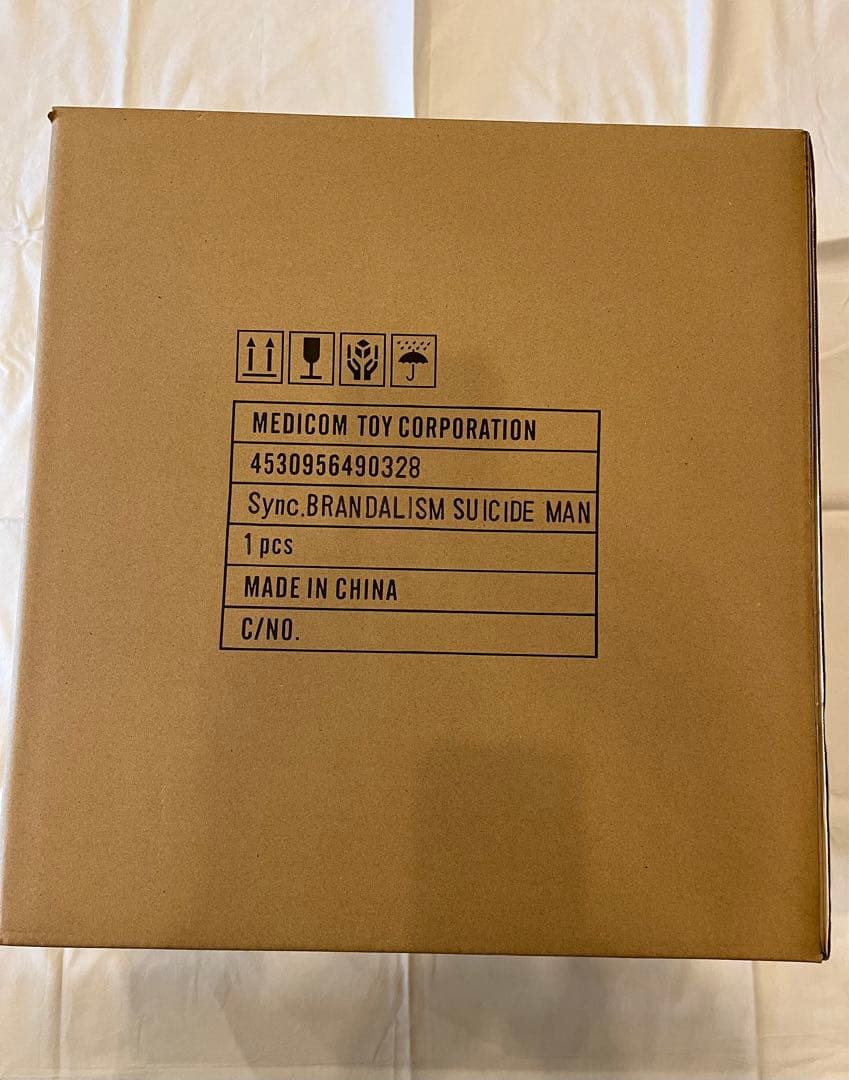 MEDICOM TOY CORPORATION
4530956490328
Sync.BRANDALISM SUICIDE MAN
1 pcs
MADE IN CHINA
C/NO.